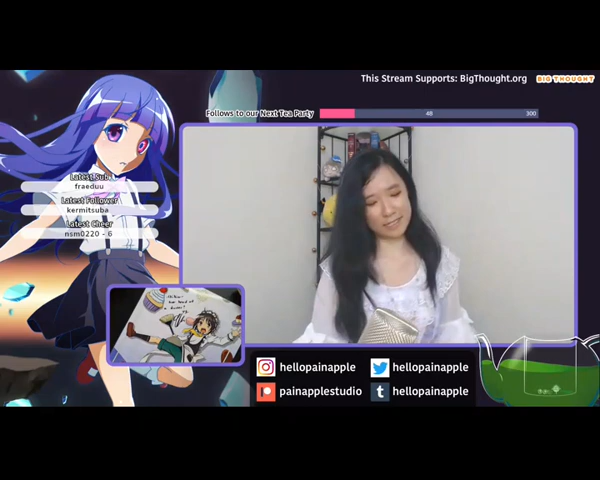 This Stream Supports: BigThought.org
BIG THOUGHT
Follows to our Next Tea Party
48
300
Latest Sub
fraeduu
Latest Follower
kermitsuba
Latest Cheer
nsm0220 - 6
hellopainapple
hellopainapple
painapplestudio
hellopainapple